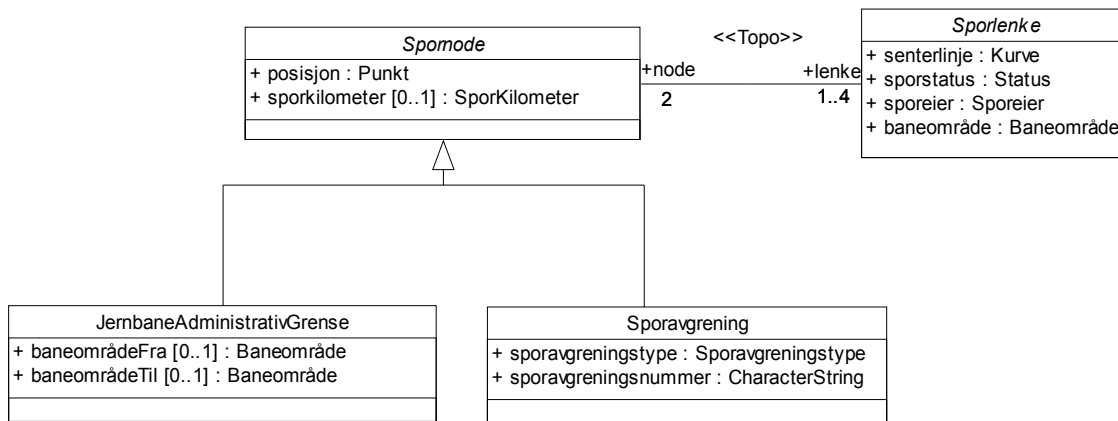 Spornode
+ posisjon : Punkt
+ sporkilometer [0..1] : SporKilometer
<<Topo>>
+node
2
+lenke
1..4
Sporlenke
+ senterlinje : Kurve
+ sporstatus : Status
+ sporeier : Sporeier
+ baneområde : Baneområde
JernbaneAdministrativGrense
+ baneområdeFra [0..1] : Baneområde
+ baneområdeTil [0..1] : Baneområde
Sporavgrening
+ sporavgreningstype : Sporavgreningstype
+ sporavgreningsnummer : CharacterString